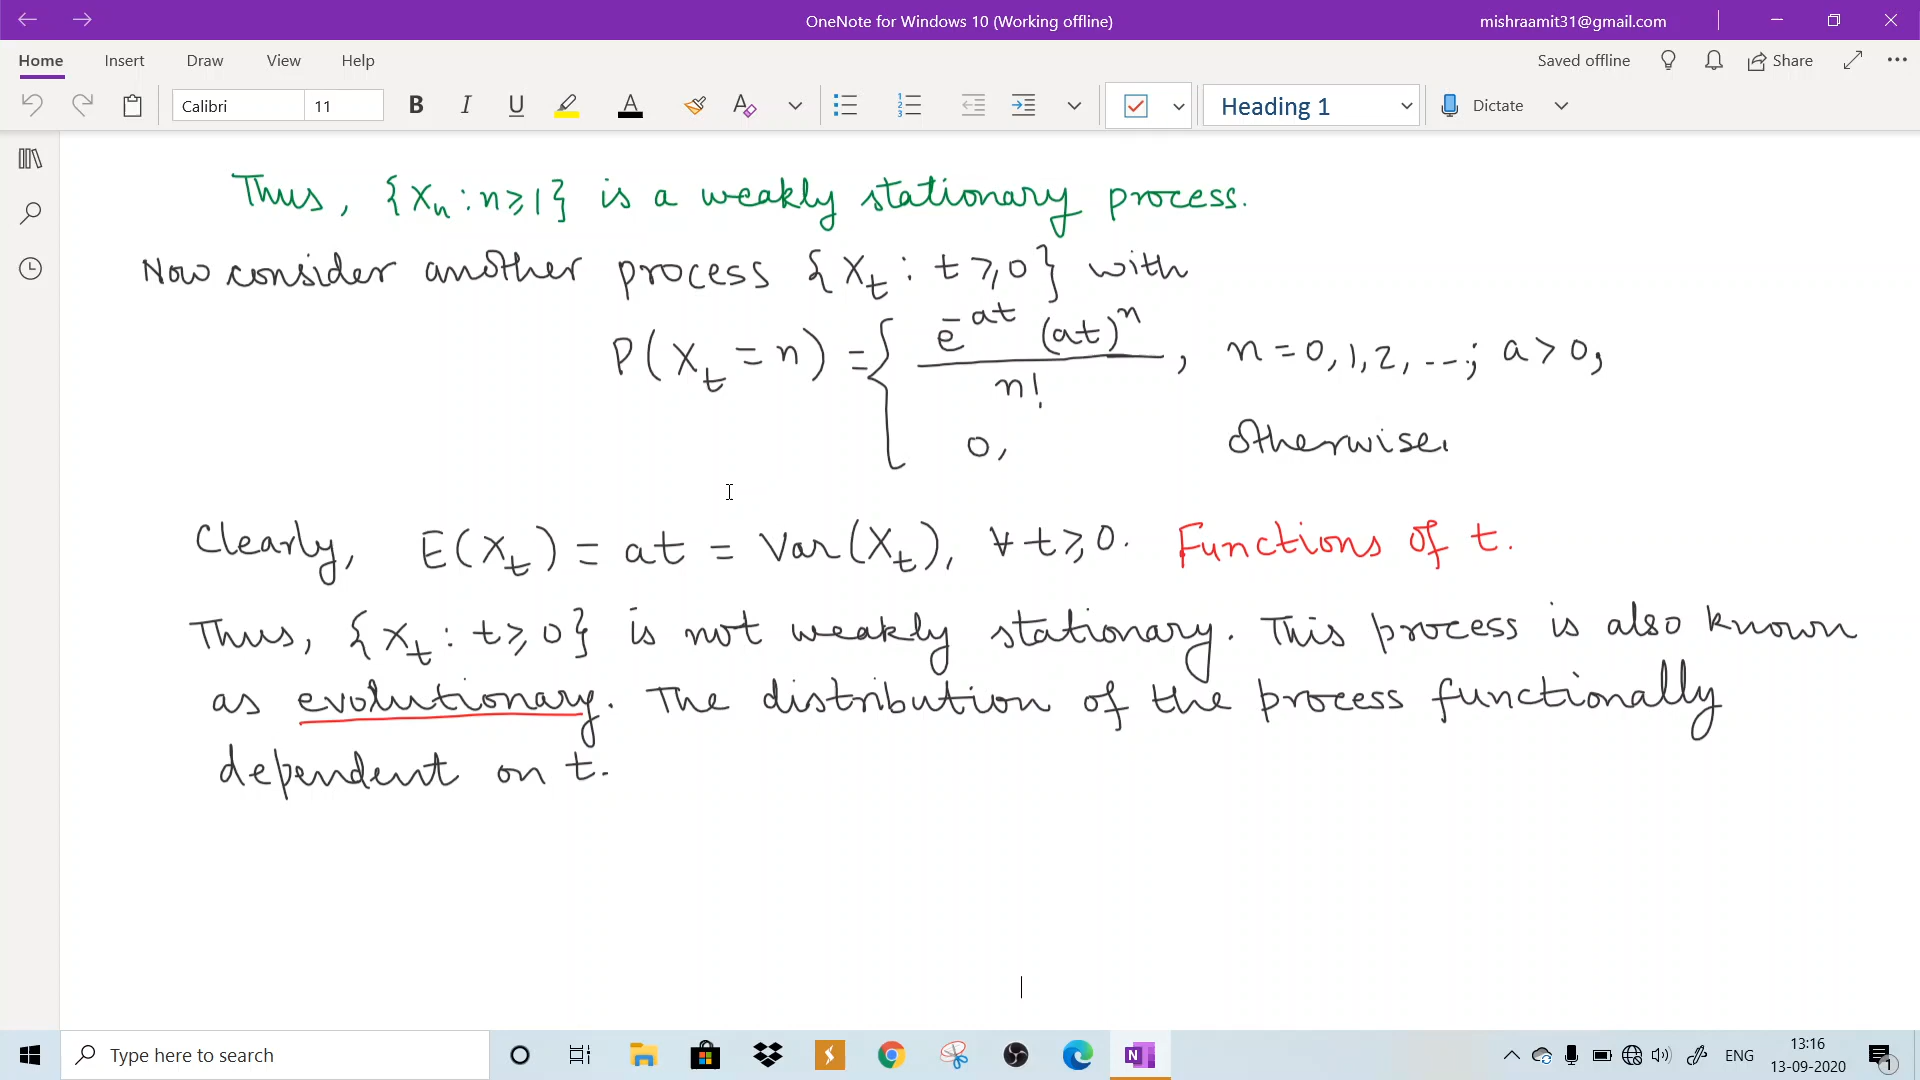 OneNote for Windows 10 (Working offline)
mishraamit31@gmail.com
Home Insert Draw View Help
Saved offline Share
Calibri 11 B I U A Heading 1 Dictate
Thus, {Xₙ : n ≥ 1} is a weakly stationary process.
Now consider another process {Xₜ : t ≥ 0} with
P(Xₜ = n) = { e^{-at} (at)^n / n! , n = 0, 1, 2, ...; a > 0,
0, otherwise.
Clearly, E(Xₜ) = at = Var(Xₜ), ∀ t ≥ 0. Functions of t.
Thus, {Xₜ : t ≥ 0} is not weakly stationary. This process is also known
as evolutionary. The distribution of the process functionally
dependent on t.
Type here to search
ENG
13:16
13-09-2020
1